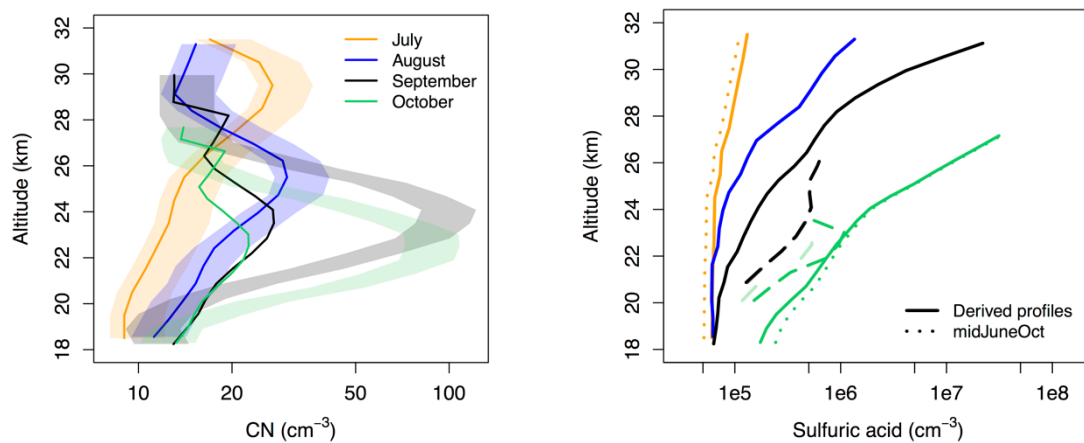 32
30
28
26
24
22
20
18
Altitude (km)
July
August
September
October
10
20
50
100
CN (cm⁻³)
32
30
28
26
24
22
20
18
Altitude (km)
Derived profiles
midJuneOct
1e5
1e6
1e7
1e8
Sulfuric acid (cm⁻³)